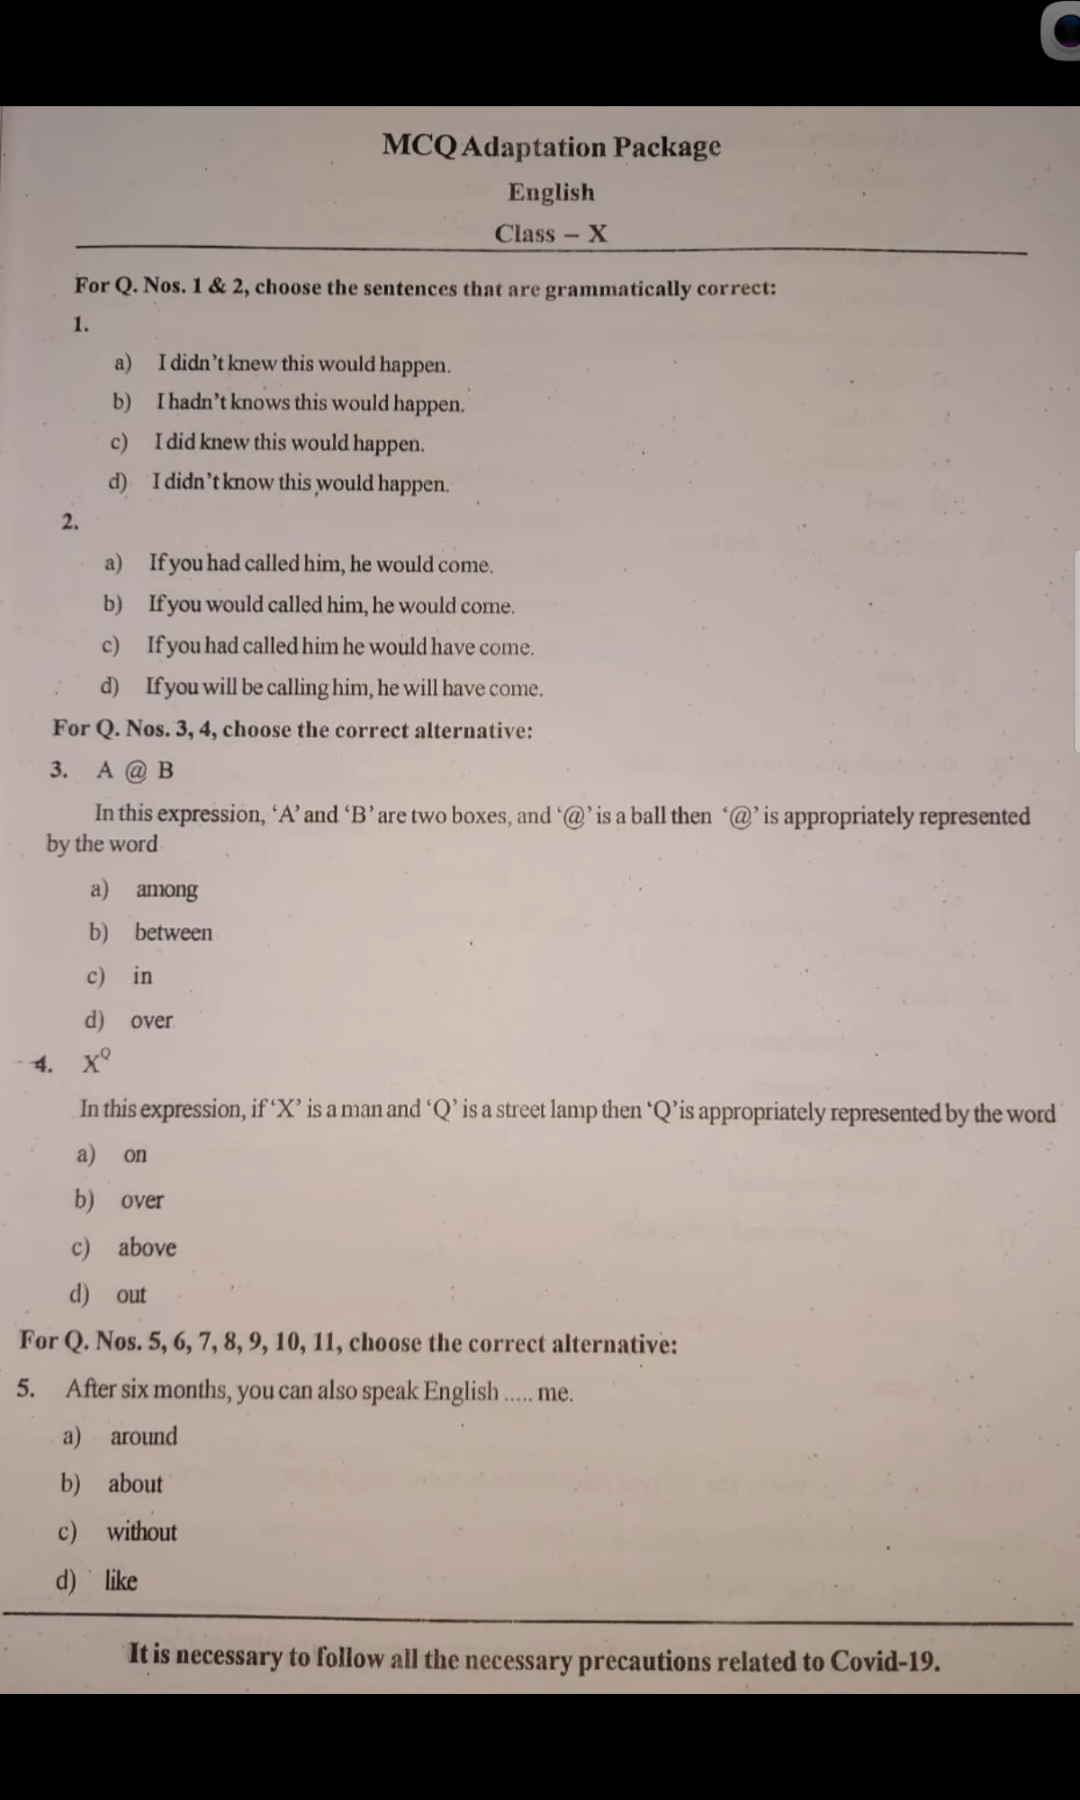 MCQ Adaptation Package
English
Class – X
For Q. Nos. 1 & 2, choose the sentences that are grammatically correct:
1.
a) I didn't knew this would happen.
b) I hadn't knows this would happen.
c) I did knew this would happen.
d) I didn't know this would happen.
2.
a) If you had called him, he would come.
b) If you would called him, he would come.
c) If you had called him he would have come.
d) If you will be calling him, he will have come.
For Q. Nos. 3, 4, choose the correct alternative:
3. A @ B
In this expression, 'A' and 'B' are two boxes, and '@' is a ball then '@' is appropriately represented
by the word
a) among
b) between
c) in
d) over
4. X^Q
In this expression, if 'X' is a man and 'Q' is a street lamp then 'Q'is appropriately represented by the word
a) on
b) over
c) above
d) out
For Q. Nos. 5, 6, 7, 8, 9, 10, 11, choose the correct alternative:
5. After six months, you can also speak English ..... me.
a) around
b) about
c) without
d) like
It is necessary to follow all the necessary precautions related to Covid-19.